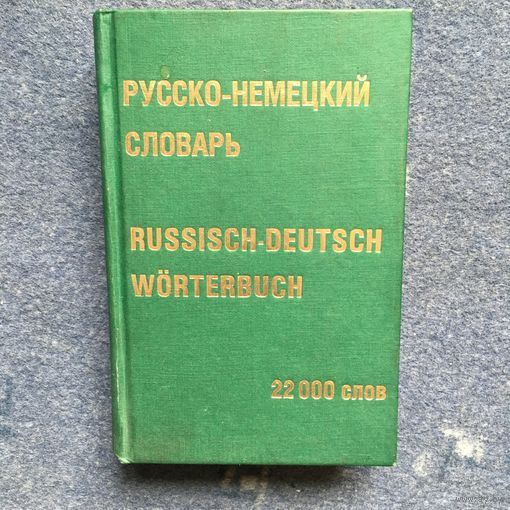 РУССКО-НЕМЕЦКИЙ
СЛОВАРЬ
RUSSISCH-DEUTSCH
WÖRTERBUCH
22 000 слов